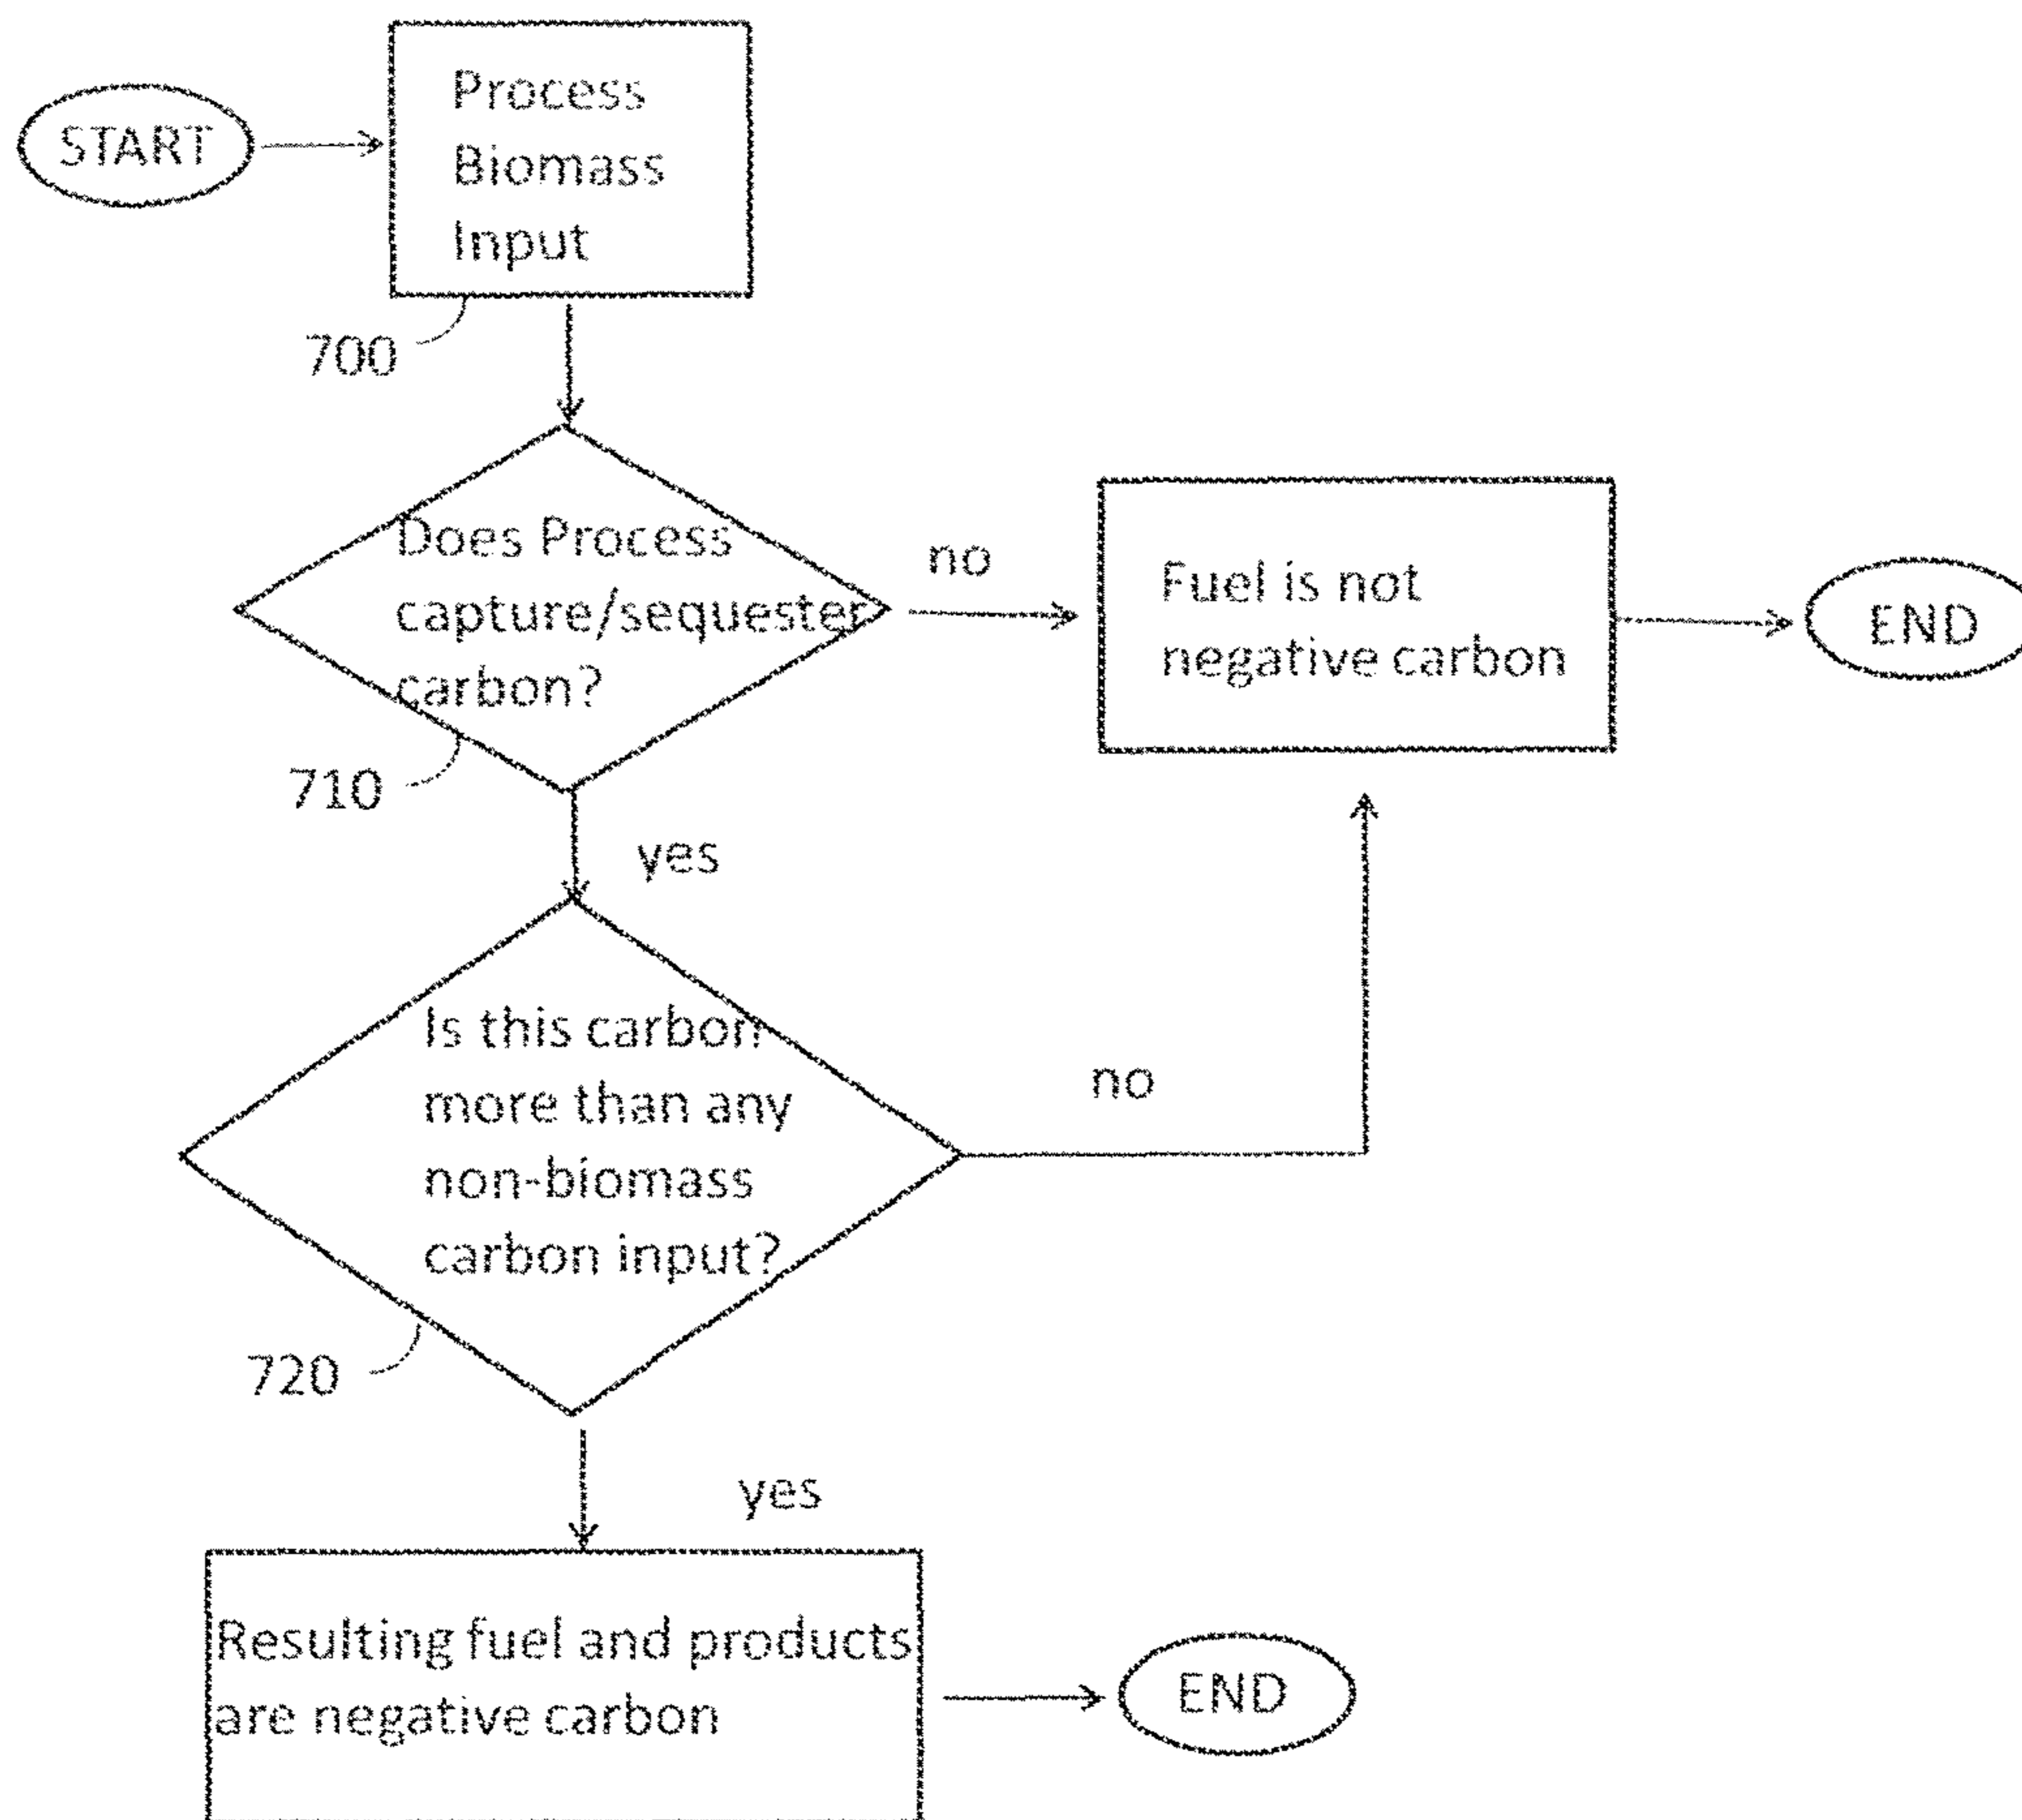 START
Process
Biomass
Input
700
Does Process
capture/sequester
carbon?
710
no
Fuel is not
negative carbon
END
yes
Is this carbon
more than any
non-biomass
carbon input?
720
no
yes
Resulting fuel and products
are negative carbon
END